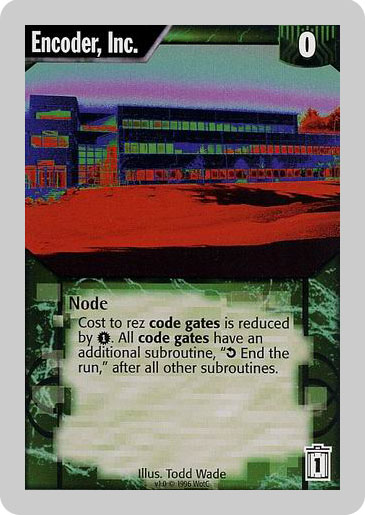 Encoder, Inc.
0
Node
Cost to rez code gates is reduced
by 1. All code gates have an
additional subroutine, “➲ End the
run,” after all other subroutines.
1
Illus. Todd Wade
v1.0 © 1996 WotC